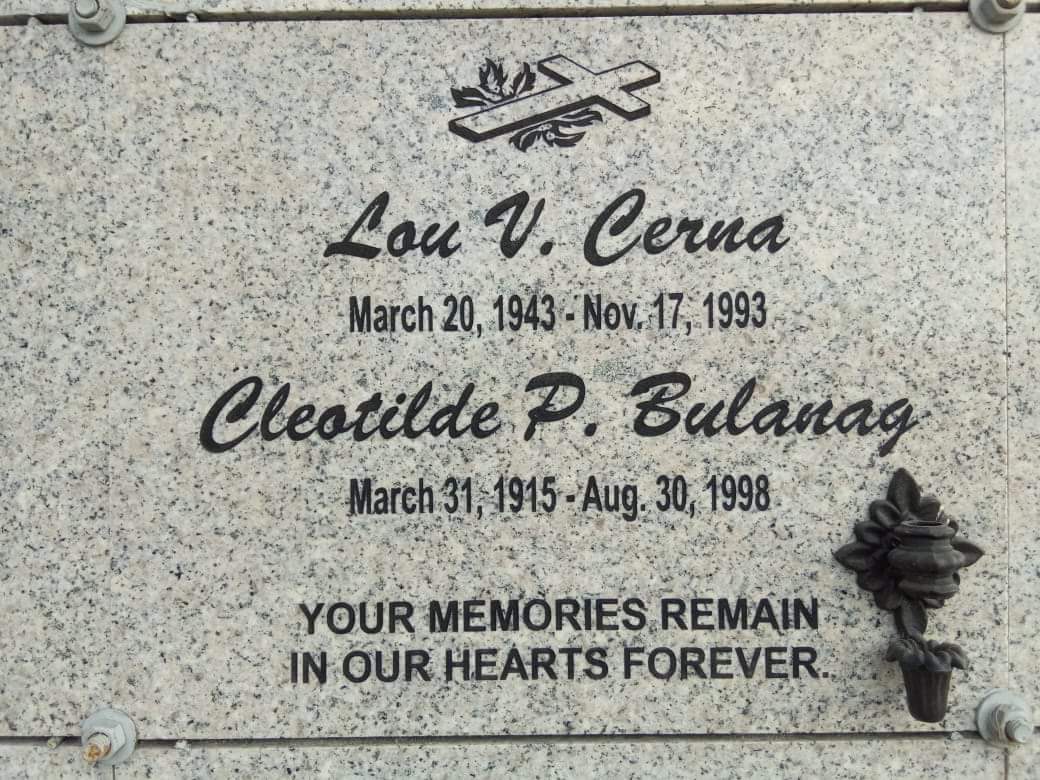 Lou V. Cerna
March 20, 1943 - Nov. 17, 1993
Cleotilde P. Bulanag
March 31, 1915 - Aug. 30, 1998
YOUR MEMORIES REMAIN
IN OUR HEARTS FOREVER.